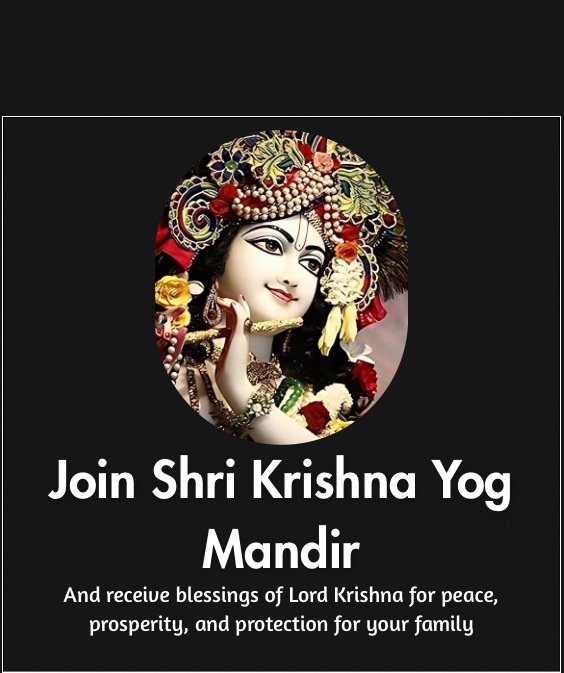 Join Shri Krishna Yog
Mandir
And receive blessings of Lord Krishna for peace,
prosperity, and protection for your family